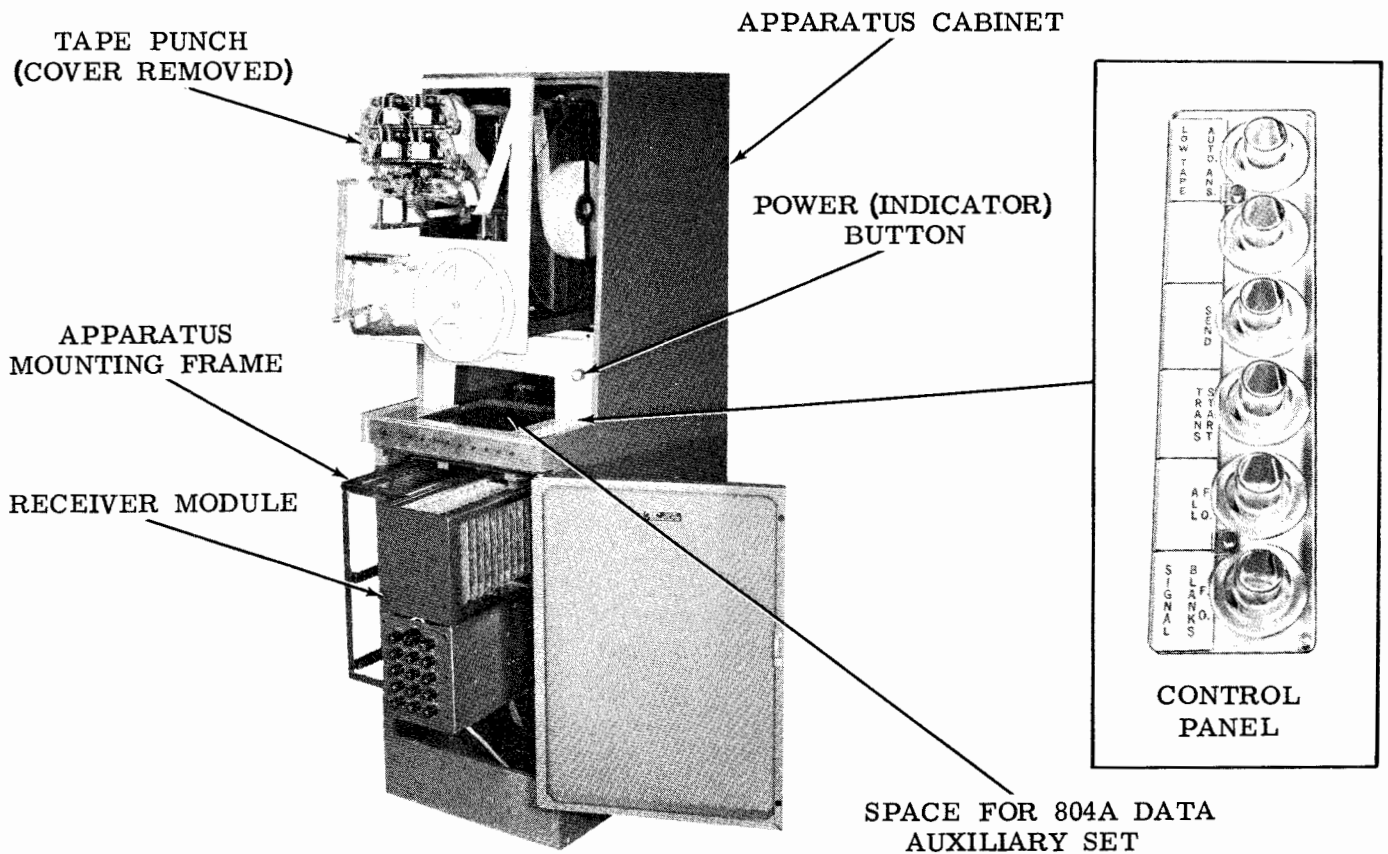 TAPE PUNCH
(COVER REMOVED)
APPARATUS CABINET
POWER (INDICATOR)
BUTTON
APPARATUS
MOUNTING FRAME
RECEIVER MODULE
AUTO. ANS.
LOW TAPE
SEND
START
TRANS
F. O.
ALL
F. O.
BLANKS
SIGNAL
CONTROL
PANEL
SPACE FOR 804A DATA
AUXILIARY SET